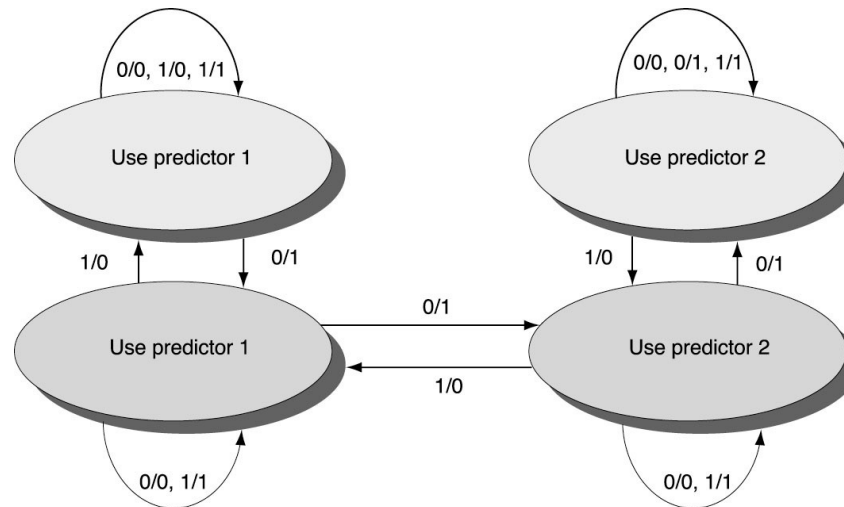 0/0, 1/0, 1/1
0/0, 0/1, 1/1
Use predictor 1
Use predictor 2
1/0
0/1
1/0
0/1
0/1
Use predictor 1
Use predictor 2
1/0
0/0, 1/1
0/0, 1/1